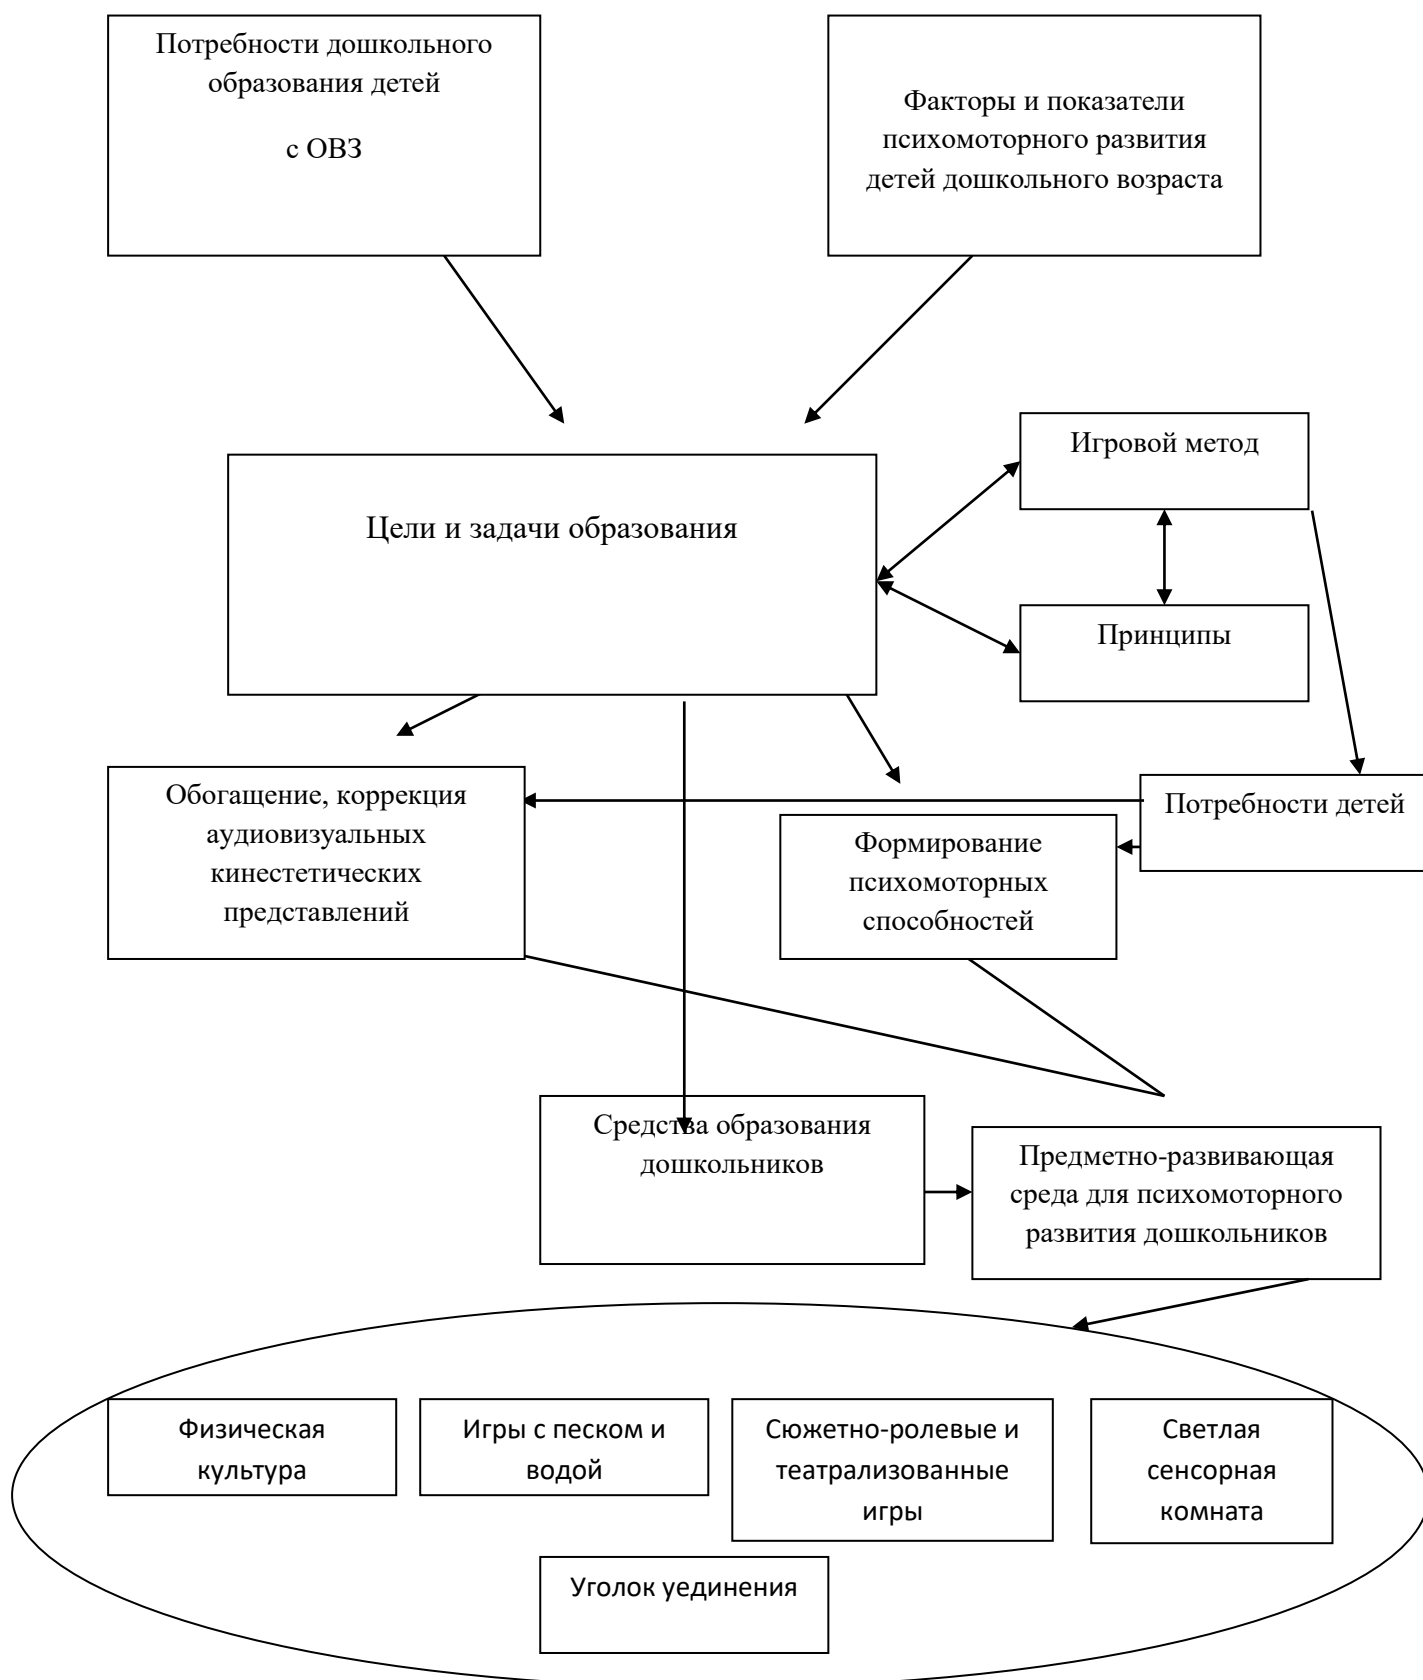 Потребности дошкольного
образования детей
с ОВЗ
Факторы и показатели
психомоторного развития
детей дошкольного возраста
Игровой метод
Цели и задачи образования
Принципы
Обогащение, коррекция
аудиовизуальных
кинестетических
представлений
Потребности детей
Формирование
психомоторных
способностей
Средства образования
дошкольников
Предметно-развивающая
среда для психомоторного
развития дошкольников
Физическая
культура
Игры с песком и
водой
Сюжетно-ролевые и
театрализованные
игры
Светлая
сенсорная
комната
Уголок уединения